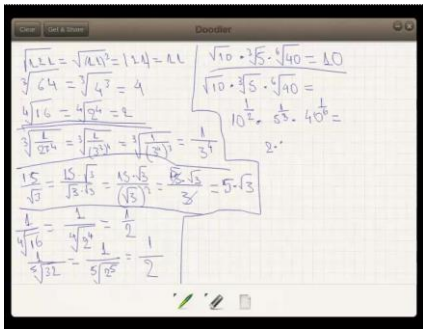 Clear Get & Share Doodler
√121 = √(11)² = |11| = 11
³√64 = ³√4³ = 4
⁴√16 = ⁴√2⁴ = 2
= ³√(1/(3⁴)³) = 1/3⁴
15/√3 = 15·√3/√3·√3 = 15·√3/(√3)² = 15·√3/3 = 5·√3
1/⁴√16 = 1/⁴√2⁴ = 1/2
1/⁵√32 = 1/⁵√2⁵ = 1/2
√10 · ³√5 · ⁶√40 = 10
√10 · ³√5 · ⁶√40 =
10^(1/2) · 5^(1/3) · 40^(1/6) =
2·